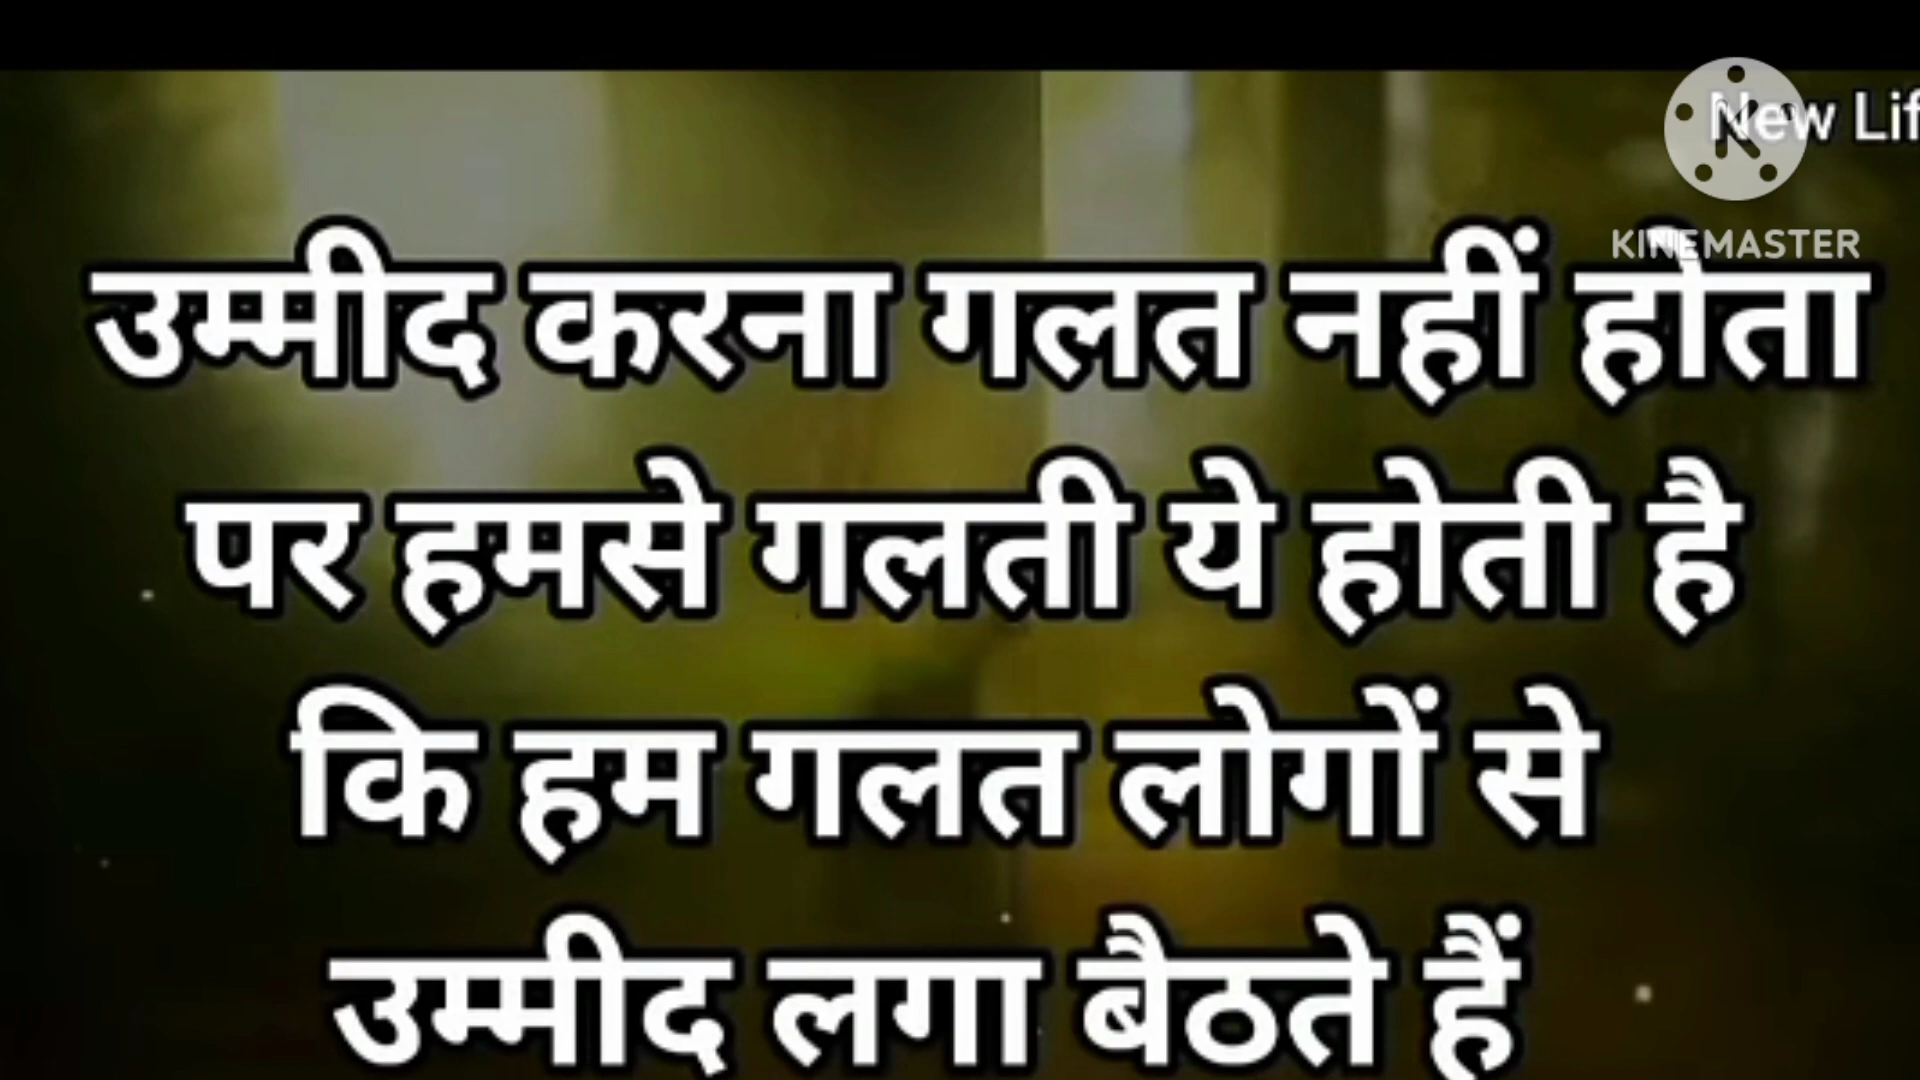 New Lif
KINEMASTER
उम्मीद करना गलत नहीं होता
पर हमसे गलती ये होती है
कि हम गलत लोगों से
उम्मीद लगा बैठते हैं